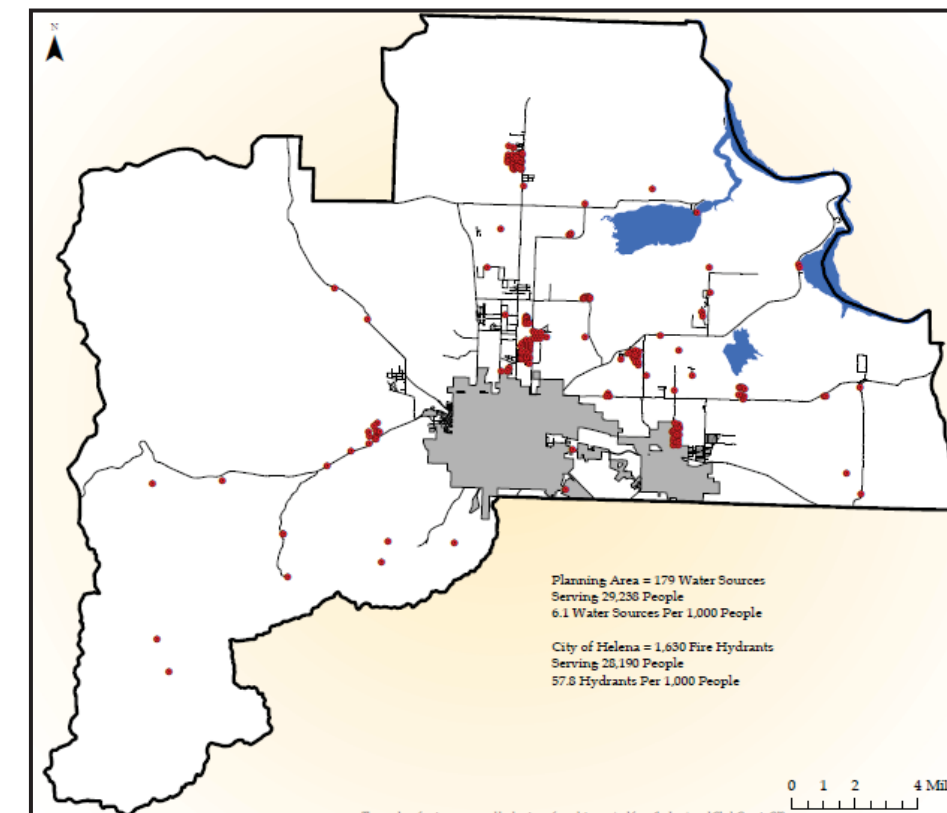 N
Planning Area = 179 Water Sources
Serving 29,238 People
6.1 Water Sources Per 1,000 People
City of Helena = 1,630 Fire Hydrants
Serving 28,190 People
57.8 Hydrants Per 1,000 People
0 1 2 4 Mil